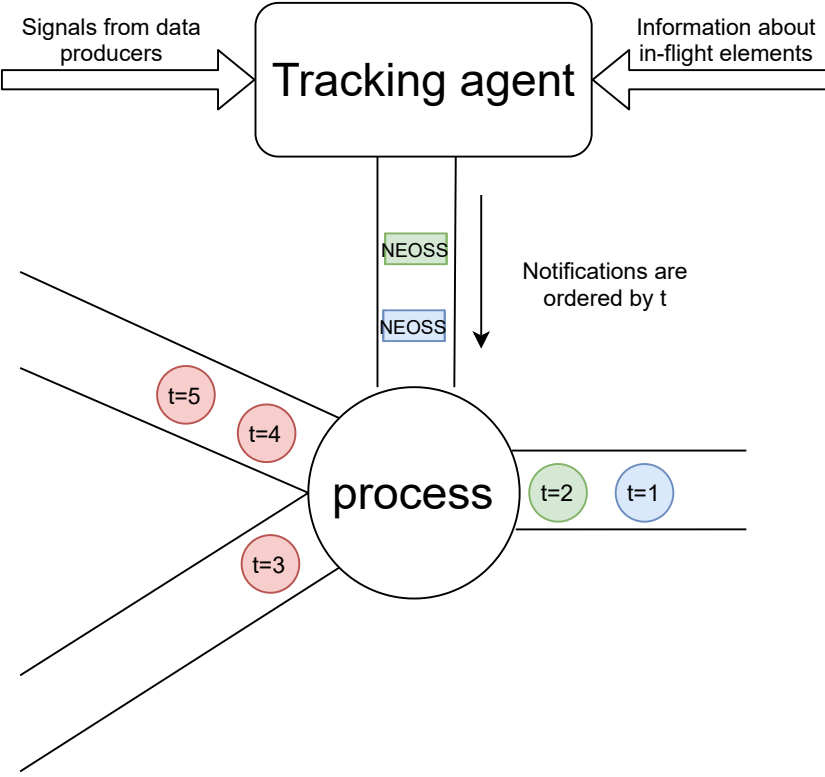 Signals from data
producers
Information about
in-flight elements
Tracking agent
NEOSS
NEOSS
Notifications are
ordered by t
t=5
t=4
process
t=2
t=1
t=3